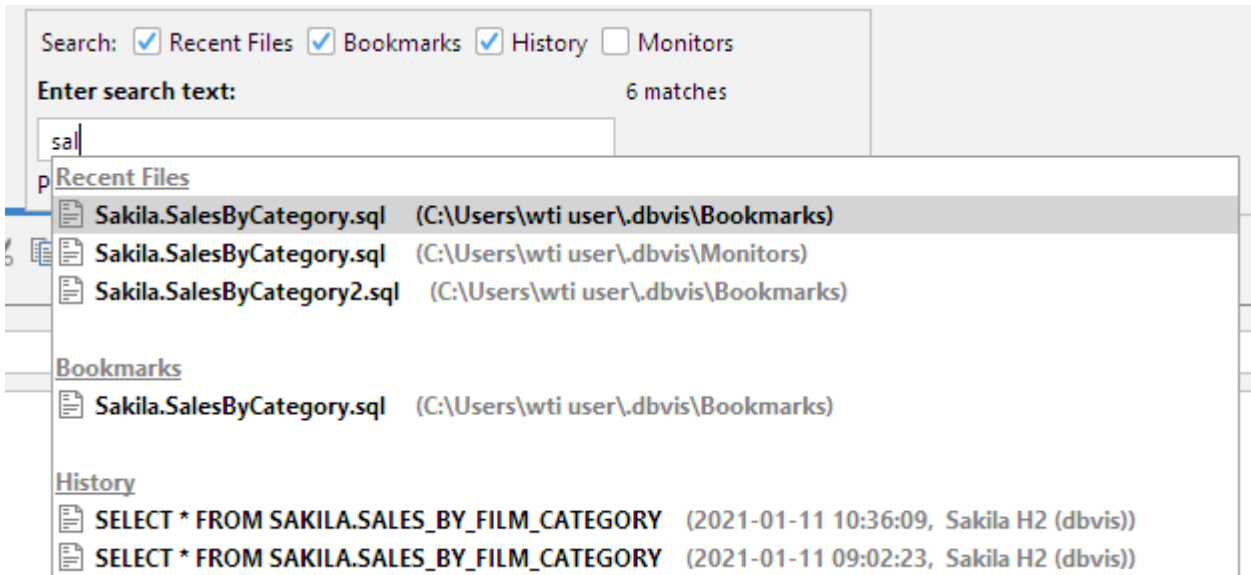 Search: Recent Files Bookmarks History Monitors
Enter search text: 6 matches
sal
P
Recent Files
Sakila.SalesByCategory.sql (C:\Users\wti user\.dbvis\Bookmarks)
Sakila.SalesByCategory.sql (C:\Users\wti user\.dbvis\Monitors)
Sakila.SalesByCategory2.sql (C:\Users\wti user\.dbvis\Bookmarks)
Bookmarks
Sakila.SalesByCategory.sql (C:\Users\wti user\.dbvis\Bookmarks)
History
SELECT * FROM SAKILA.SALES_BY_FILM_CATEGORY (2021-01-11 10:36:09, Sakila H2 (dbvis))
SELECT * FROM SAKILA.SALES_BY_FILM_CATEGORY (2021-01-11 09:02:23, Sakila H2 (dbvis))